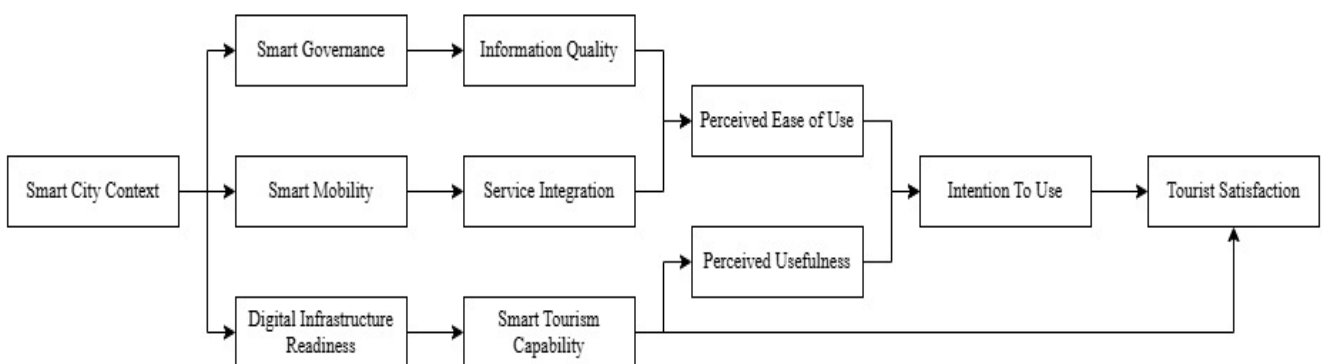 Smart Governance
Information Quality
Perceived Ease of Use
Smart City Context
Smart Mobility
Service Integration
Intention To Use
Tourist Satisfaction
Perceived Usefulness
Digital Infrastructure
Readiness
Smart Tourism
Capability